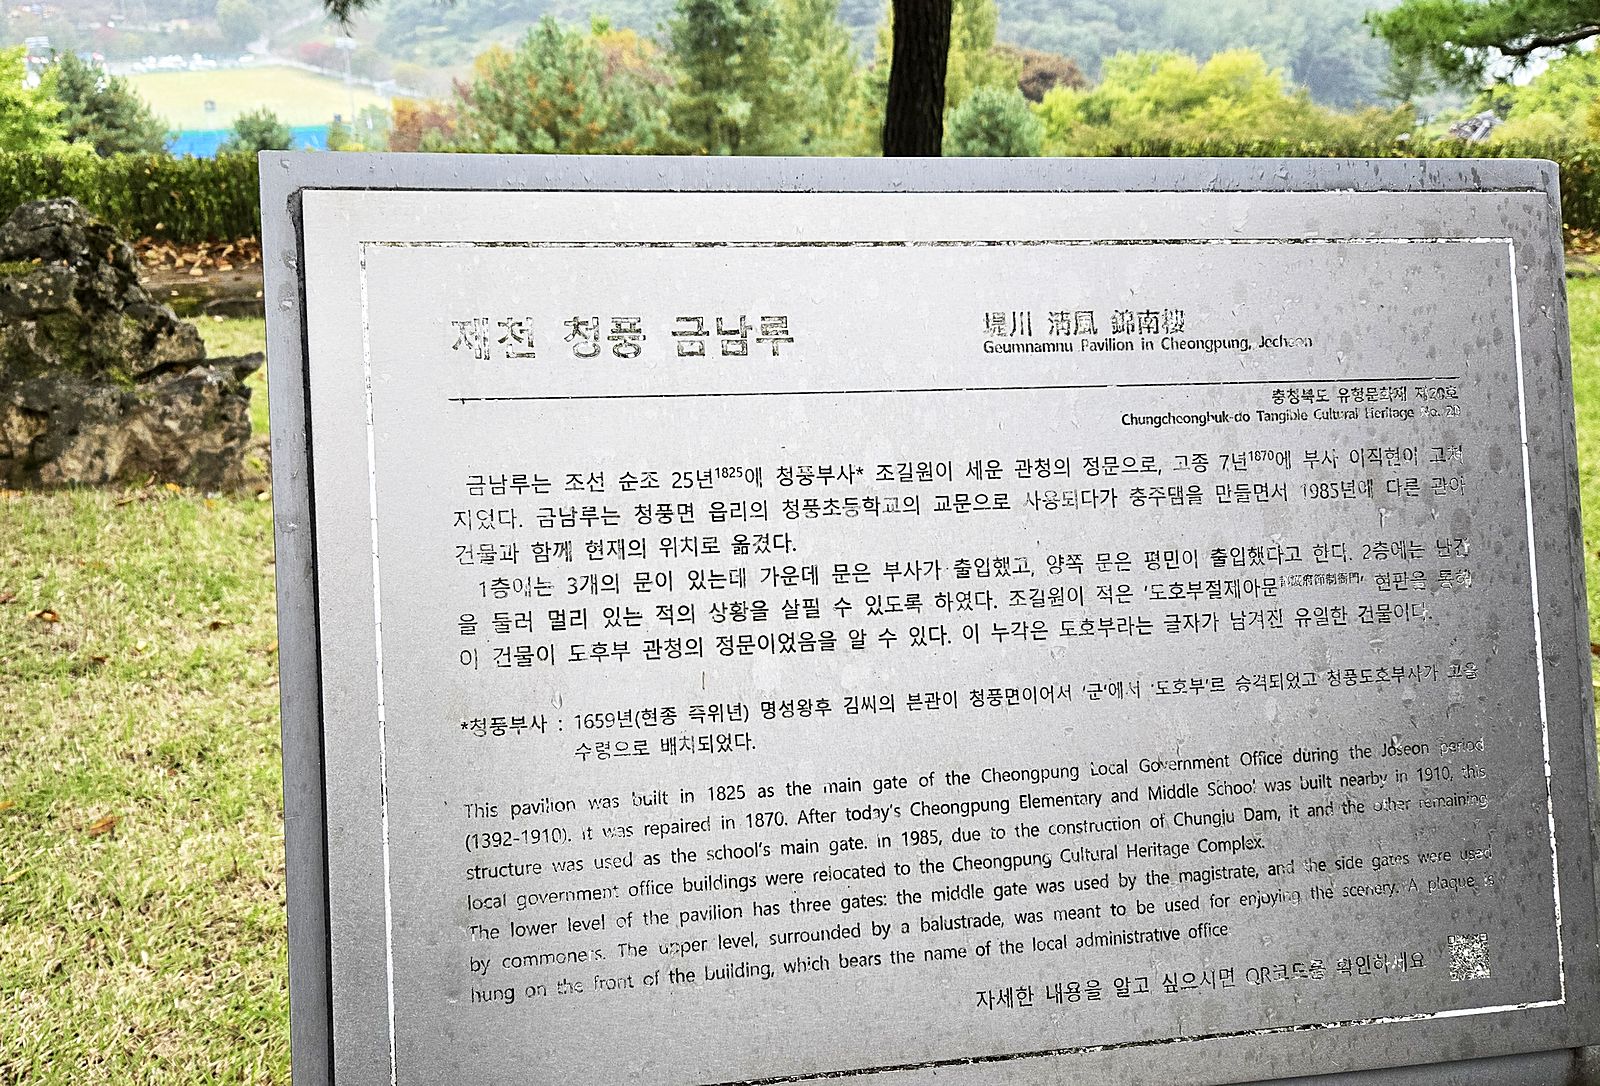 제천 청풍 금남루
堤川 淸風 錦南樓
Geumnamnu Pavilion in Cheongpung, Jecheon
충청북도 유형문화재 제20호
Chungcheongbuk-do Tangible Cultural Heritage No. 20
금남루는 조선 순조 25년1825에 청풍부사* 조길원이 세운 관청의 정문으로, 고종 7년1870에 부사 이직현이 고쳐
지었다. 금남루는 청풍면 읍리의 청풍초등학교의 교문으로 사용되다가 충주댐을 만들면서 1985년에 다른 관아
건물과 함께 현재의 위치로 옮겼다.
1층에는 3개의 문이 있는데 가운데 문은 부사가 출입했고, 양쪽 문은 평민이 출입했다고 한다. 2층에는 난간
을 둘러 멀리 있는 적의 상황을 살필 수 있도록 하였다. 조길원이 적은 '도호부절제아문' 현판을 통해
이 건물이 도후부 관청의 정문이었음을 알 수 있다. 이 누각은 도호부라는 글자가 남겨진 유일한 건물이다.
*청풍부사 : 1659년(현종 즉위년) 명성왕후 김씨의 본관이 청풍면이어서 '군'에서 '도호부'로 승격되었고 청풍도호부사가 고을
수령으로 배치되었다.
This pavilion was built in 1825 as the main gate of the Cheongpung Local Government Office during the Joseon period
(1392-1910). It was repaired in 1870. After today's Cheongpung Elementary and Middle School was built nearby in 1910, this
structure was used as the school's main gate. In 1985, due to the construction of Chungju Dam, it and the other remaining
local government office buildings were relocated to the Cheongpung Cultural Heritage Complex.
The lower level of the pavilion has three gates: the middle gate was used by the magistrate, and the side gates were used
by commoners. The upper level, surrounded by a balustrade, was meant to be used for enjoying the scenery. A plaque is
hung on the front of the building, which bears the name of the local administrative office
자세한 내용을 알고 싶으시면 QR코드를 확인하세요